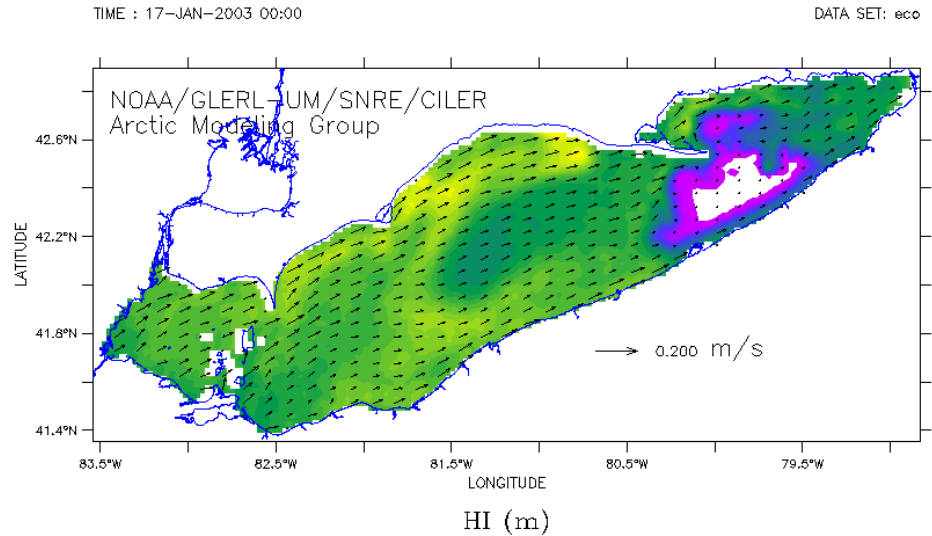 TIME : 17-JAN-2003 00:00
DATA SET: eco
NOAA/GLERL-UM/SNRE/CILER
Arctic Modeling Group
42.6°N
42.2°N
41.8°N
41.4°N
LATITUDE
0.200 m/s
83.5°W
82.5°W
81.5°W
80.5°W
79.5°W
LONGITUDE
HI (m)